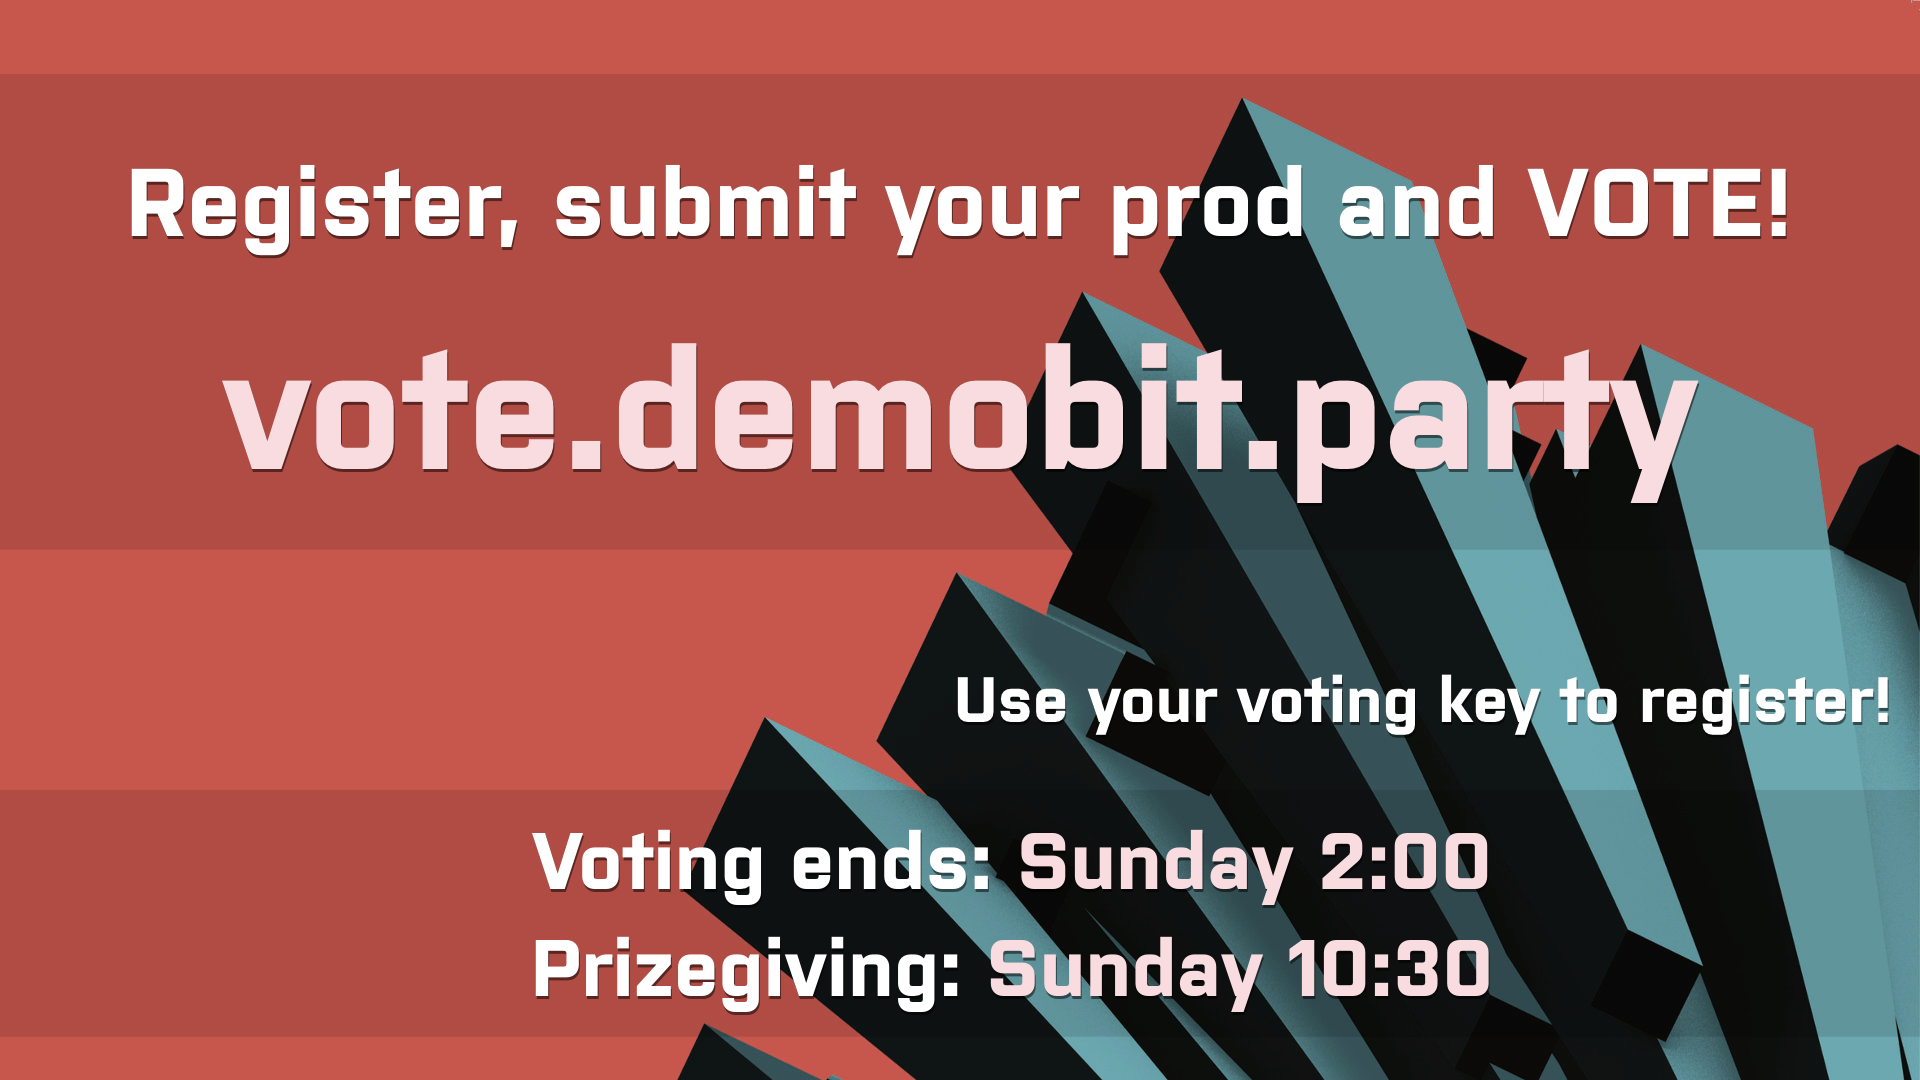 Register, submit your prod and VOTE!
vote.demobit.party
Use your voting key to register!
Voting ends: Sunday 2:00
Prizegiving: Sunday 10:30